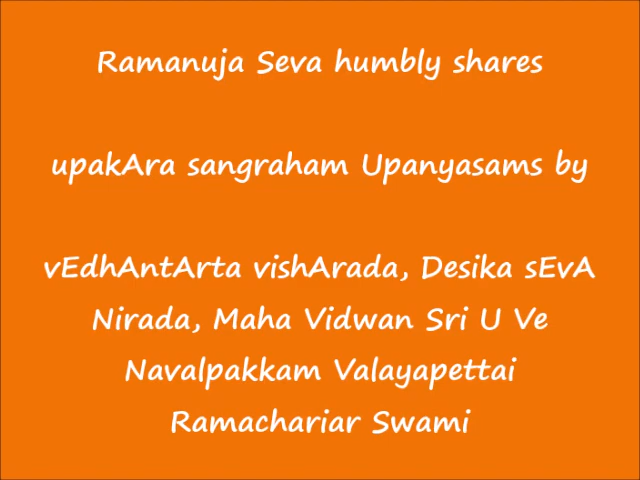 Ramanuja Seva humbly shares
upakAra sangraham Upanyasams by
vEdhAntArta vishArada, Desika sEvA
Nirada, Maha Vidwan Sri U Ve
Navalpakkam Valayapettai
Ramachariar Swami